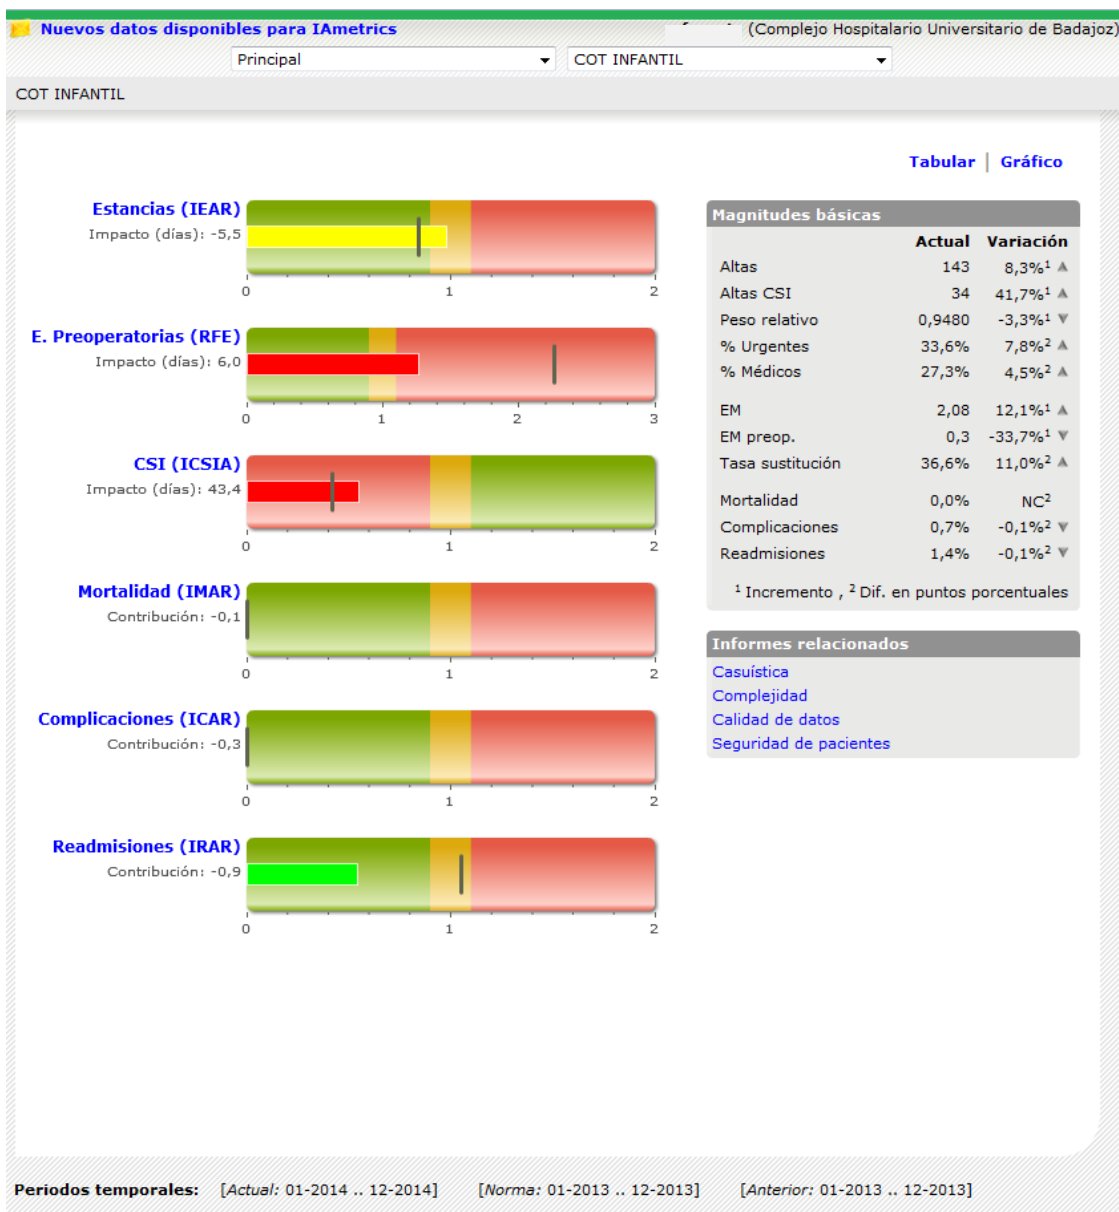 Nuevos datos disponibles para IAmetrics
(Complejo Hospitalario Universitario de Badajoz)
Principal
COT INFANTIL
COT INFANTIL
Tabular | Gráfico
Estancias (IEAR)
Impacto (días): -5,5
0 1 2
E. Preoperatorias (RFE)
Impacto (días): 6,0
0 1 2 3
CSI (ICSIA)
Impacto (días): 43,4
0 1 2
Mortalidad (IMAR)
Contribución: -0,1
0 1 2
Complicaciones (ICAR)
Contribución: -0,3
0 1 2
Readmisiones (IRAR)
Contribución: -0,9
0 1 2
Magnitudes básicas
Actual Variación
Altas 143 8,3%¹ ▲
Altas CSI 34 41,7%¹ ▲
Peso relativo 0,9480 -3,3%¹ ▼
% Urgentes 33,6% 7,8%² ▲
% Médicos 27,3% 4,5%² ▲
EM 2,08 12,1%¹ ▲
EM preop. 0,3 -33,7%¹ ▼
Tasa sustitución 36,6% 11,0%² ▲
Mortalidad 0,0% NC²
Complicaciones 0,7% -0,1%² ▼
Readmisiones 1,4% -0,1%² ▼
¹ Incremento , ² Dif. en puntos porcentuales
Informes relacionados
Casuística
Complejidad
Calidad de datos
Seguridad de pacientes
Periodos temporales: [Actual: 01-2014 .. 12-2014] [Norma: 01-2013 .. 12-2013] [Anterior: 01-2013 .. 12-2013]